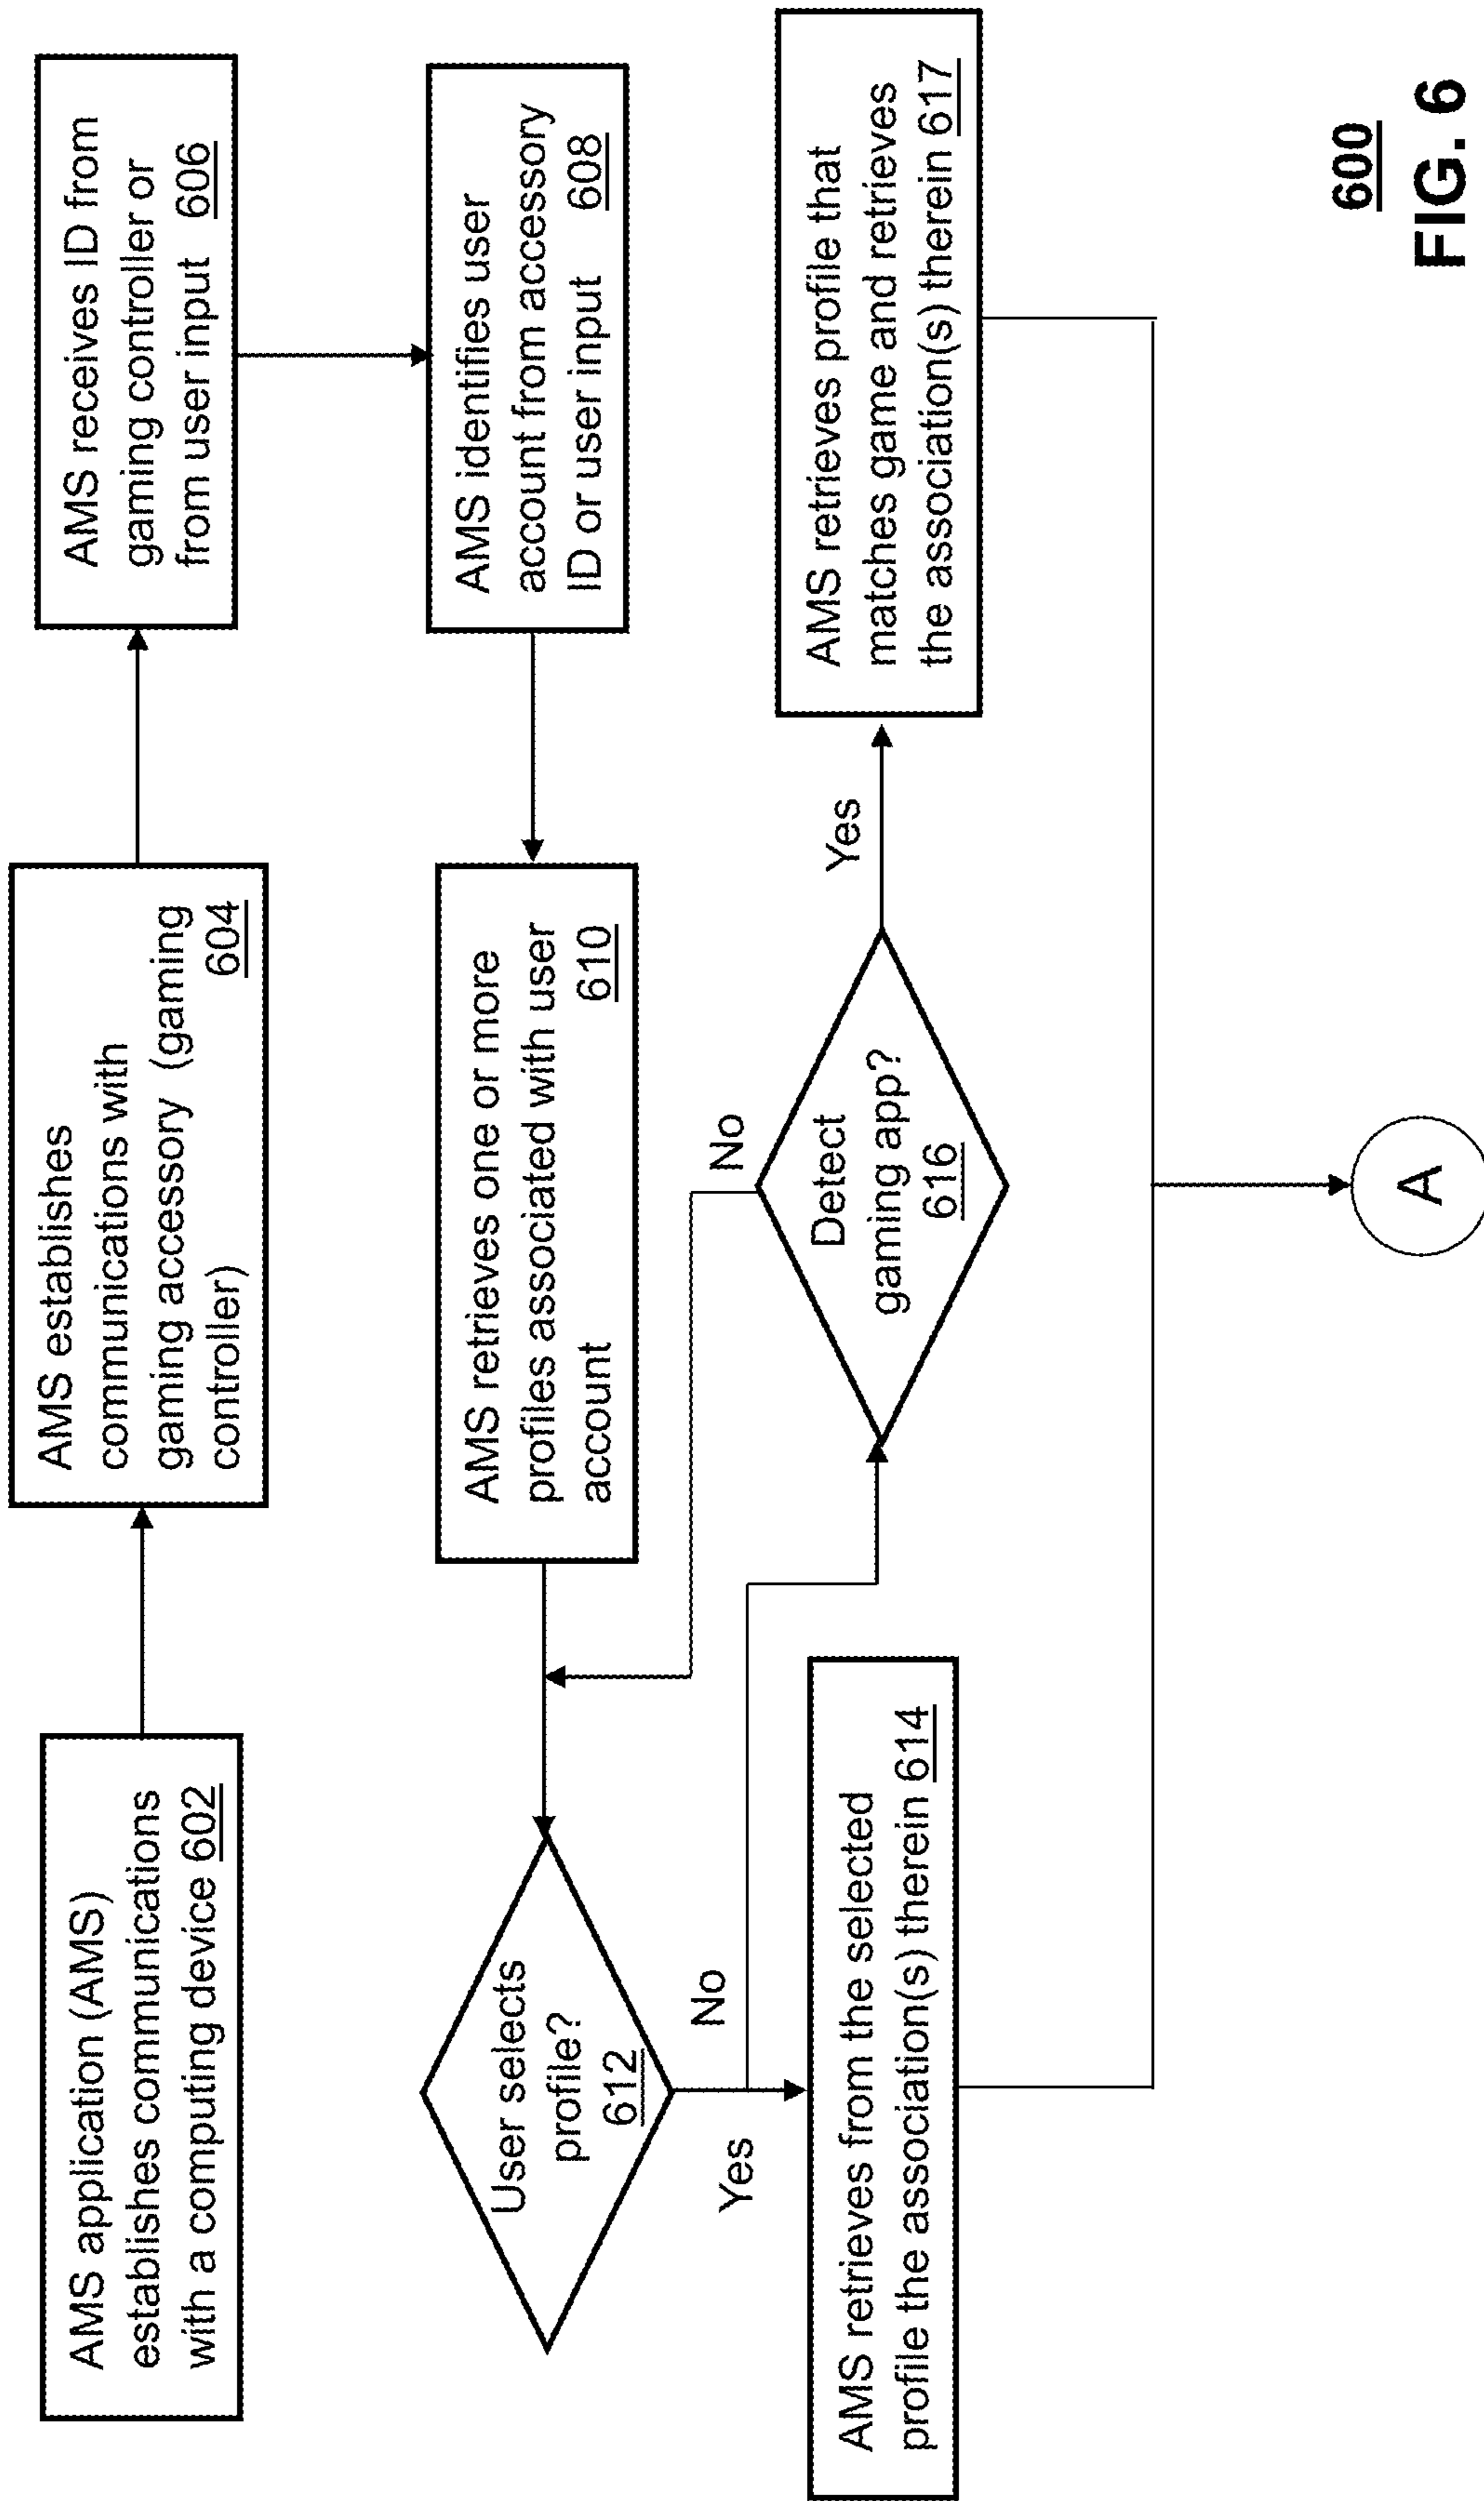 AMS application (AMS)
establishes communications
with a computing device 602
AMS establishes
communications with
gaming accessory (gaming
controller) 604
AMS receives ID from
gaming controller or
from user input 606
AMS identifies user
account from accessory
ID or user input 608
AMS retrieves one or more
profiles associated with user
account 610
User selects
profile?
612
No
Yes
AMS retrieves from the selected
profile the association(s) therein 614
No
Detect
gaming app?
616
Yes
AMS retrieves profile that
matches game and retrieves
the association(s) therein 617
A
600
FIG. 6